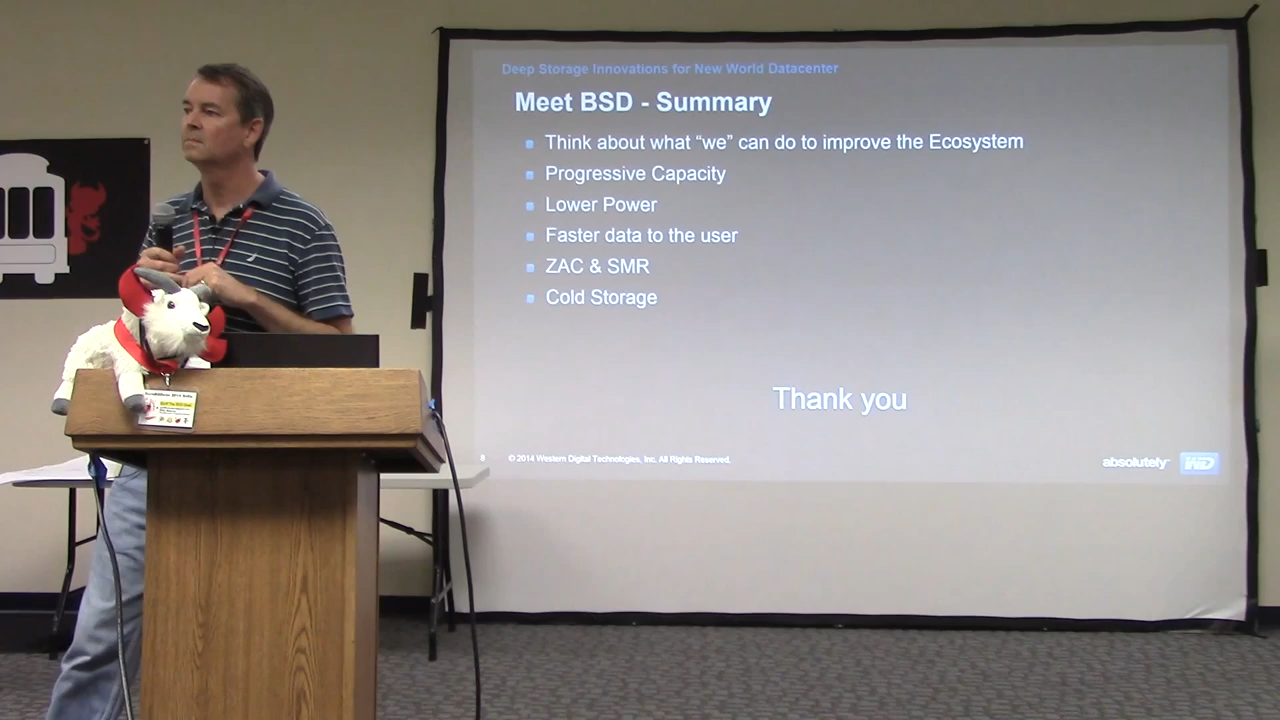 Deep Storage Innovations for New World Datacenter
Meet BSD - Summary
Think about what “we” can do to improve the Ecosystem
Progressive Capacity
Lower Power
Faster data to the user
ZAC & SMR
Cold Storage
Thank you
8 © 2014 Western Digital Technologies, Inc. All Rights Reserved.
absolutely™ WD